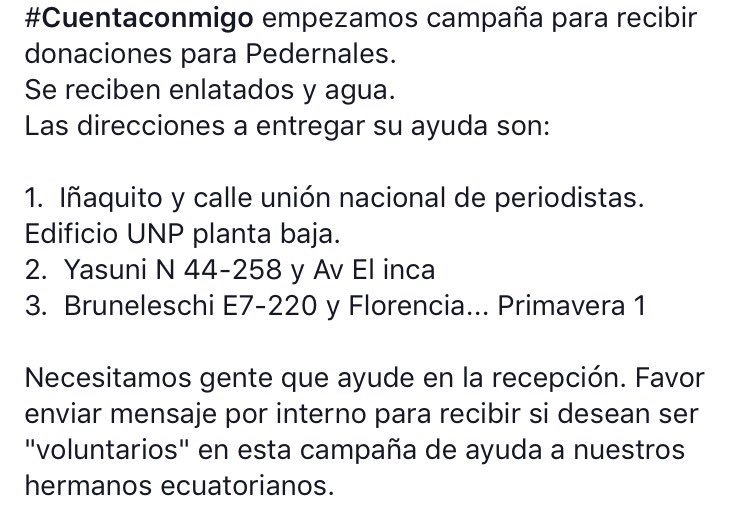 #Cuentaconmigo empezamos campaña para recibir
donaciones para Pedernales.
Se reciben enlatados y agua.
Las direcciones a entregar su ayuda son:
1. Iñaquito y calle unión nacional de periodistas.
Edificio UNP planta baja.
2. Yasuni N 44-258 y Av El inca
3. Bruneleschi E7-220 y Florencia... Primavera 1
Necesitamos gente que ayude en la recepción. Favor
enviar mensaje por interno para recibir si desean ser
"voluntarios" en esta campaña de ayuda a nuestros
hermanos ecuatorianos.